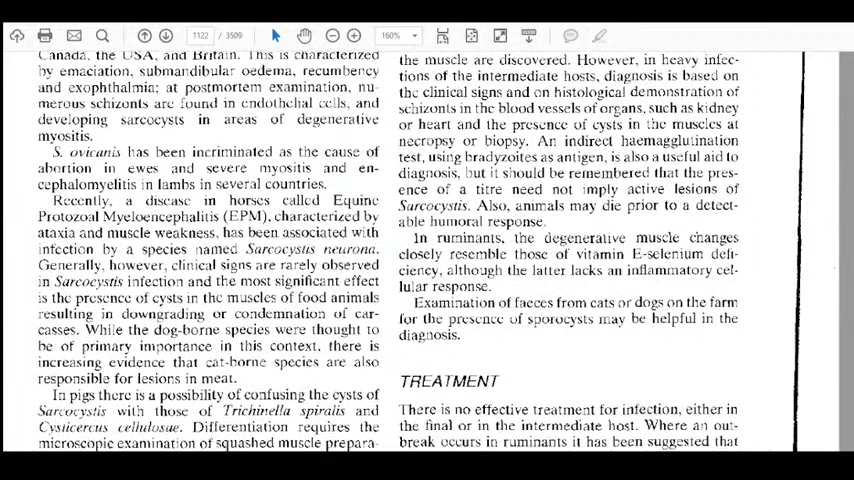 1122 / 3509
160%
Canada, the USA, and Britain. This is characterized
by emaciation, submandibular oedema, recumbency
and exophthalmia; at postmortem examination, nu-
merous schizonts are found in endothelial cells, and
developing sarcocysts in areas of degenerative
myositis.
S. ovicanis has been incriminated as the cause of
abortion in ewes and severe myositis and en-
cephalomyelitis in lambs in several countries.
Recently, a disease in horses called Equine
Protozoal Myeloencephalitis (EPM), characterized by
ataxia and muscle weakness, has been associated with
infection by a species named Sarcocystis neurona.
Generally, however, clinical signs are rarely observed
in Sarcocystis infection and the most significant effect
is the presence of cysts in the muscles of food animals
resulting in downgrading or condemnation of car-
casses. While the dog-borne species were thought to
be of primary importance in this context, there is
increasing evidence that cat-borne species are also
responsible for lesions in meat.
In pigs there is a possibility of confusing the cysts of
Sarcocystis with those of Trichinella spiralis and
Cysticercus cellulosae. Differentiation requires the
microscopic examination of squashed muscle prepara-
the muscle are discovered. However, in heavy infec-
tions of the intermediate hosts, diagnosis is based on
the clinical signs and on histological demonstration of
schizonts in the blood vessels of organs, such as kidney
or heart and the presence of cysts in the muscles at
necropsy or biopsy. An indirect haemagglutination
test, using bradyzoites as antigen, is also a useful aid to
diagnosis, but it should be remembered that the pres-
ence of a titre need not imply active lesions of
Sarcocystis. Also, animals may die prior to a detect-
able humoral response.
In ruminants, the degenerative muscle changes
closely resemble those of vitamin E-selenium defi-
ciency, although the latter lacks an inflammatory cel-
lular response.
Examination of faeces from cats or dogs on the farm
for the presence of sporocysts may be helpful in the
diagnosis.
TREATMENT
There is no effective treatment for infection, either in
the final or in the intermediate host. Where an out-
break occurs in ruminants it has been suggested that